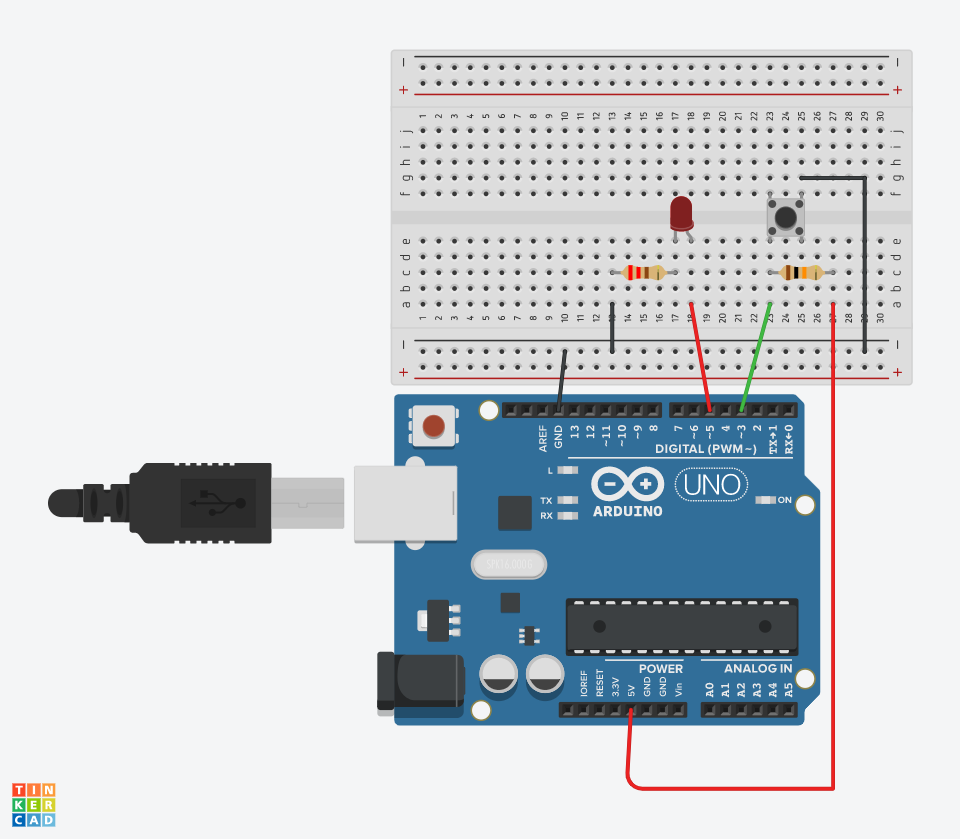 − −
+ +
1 2 3 4 5 6 7 8 9 10 11 12 13 14 15 16 17 18 19 20 21 22 23 24 25 26 27 28 29 30
j j
i i
h h
g g
f f
e e
d d
c c
b b
a a
1 2 3 4 5 6 7 8 9 10 11 12 13 14 15 16 17 18 19 20 21 22 23 24 25 26 27 28 29 30
− −
+ +
AREF GND 13 12 ~11 ~10 ~9 8 7 ~6 ~5 4 ~3 2 TX→1 RX←0
DIGITAL (PWM~)
L
TX
RX
ARDUINO
UNO
ON
POWER
ANALOG IN
IOREF RESET 3.3V 5V GND GND Vin A0 A1 A2 A3 A4 A5
TIN
KER
CAD